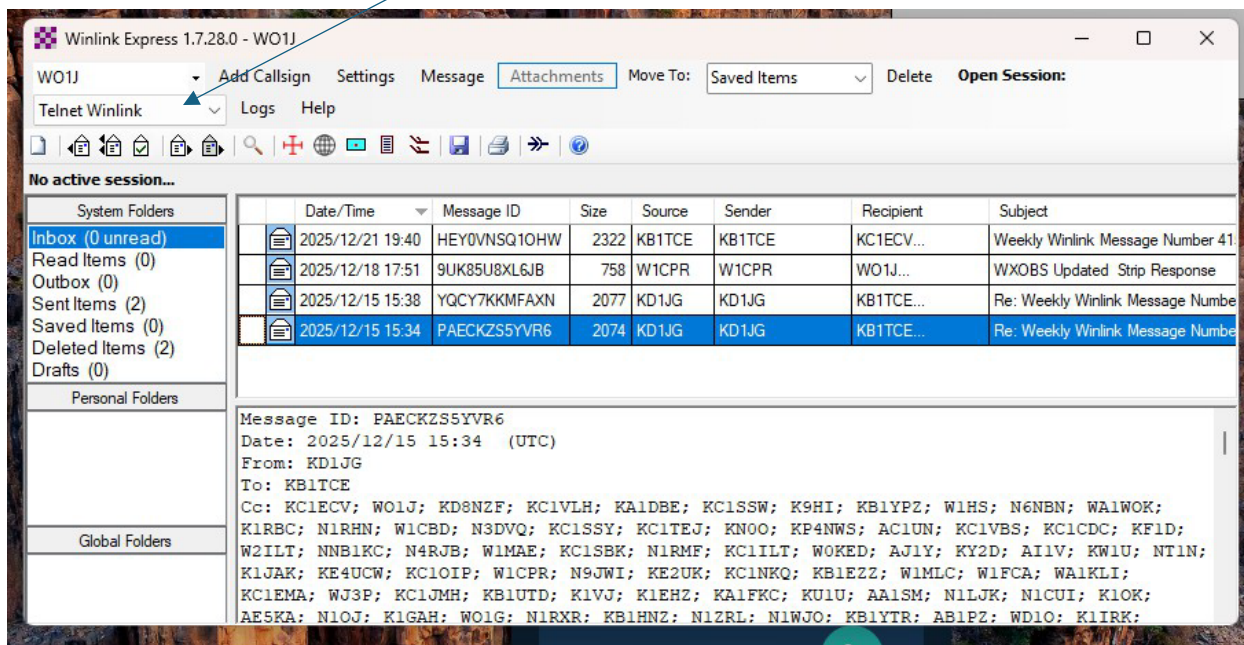 Winlink Express 1.7.28.0 - WO1J
WO1J Add Callsign Settings Message Attachments Move To: Saved Items Delete Open Session:
Telnet Winlink Logs Help
No active session...
System Folders
Inbox (0 unread)
Read Items (0)
Outbox (0)
Sent Items (2)
Saved Items (0)
Deleted Items (2)
Drafts (0)
Personal Folders
Global Folders
Date/Time Message ID Size Source Sender Recipient Subject
2025/12/21 19:40 HEY0VNSQ1OHW 2322 KB1TCE KB1TCE KC1ECV... Weekly Winlink Message Number 41
2025/12/18 17:51 9UK85U8XL6JB 758 W1CPR W1CPR WO1J... WXOBS Updated Strip Response
2025/12/15 15:38 YQCY7KKMFAXN 2077 KD1JG KD1JG KB1TCE... Re: Weekly Winlink Message Numbe
2025/12/15 15:34 PAECKZS5YVR6 2074 KD1JG KD1JG KB1TCE... Re: Weekly Winlink Message Numbe
Message ID: PAECKZS5YVR6
Date: 2025/12/15 15:34 (UTC)
From: KD1JG
To: KB1TCE
Cc: KC1ECV; WO1J; KD8NZF; KC1VLH; KA1DBE; KC1SSW; K9HI; KB1YPZ; W1HS; N6NBN; WA1WOK;
K1RBC; N1RHN; W1CBD; N3DVQ; KC1SSY; KC1TEJ; KN0O; KP4NWS; AC1UN; KC1VBS; KC1CDC; KF1D;
W2ILT; NNB1KC; N4RJB; W1MAE; KC1SBK; N1RMF; KC1ILT; W0KED; AJ1Y; KY2D; AI1V; KW1U; NT1N;
K1JAK; KE4UCW; KC1OIP; W1CPR; N9JWI; KE2UK; KC1NKQ; KB1EZZ; W1MLC; W1FCA; WA1KLI;
KC1EMA; WJ3P; KC1JMH; KB1UTD; K1VJ; K1EHZ; KA1FKC; KU1U; AA1SM; N1LJK; N1CUI; K1OK;
AE5KA; N1OJ; K1GAH; WO1G; N1RXR; KB1HNZ; N1ZRL; N1WJO; KB1YTR; AB1PZ; WD1O; K1IRK;